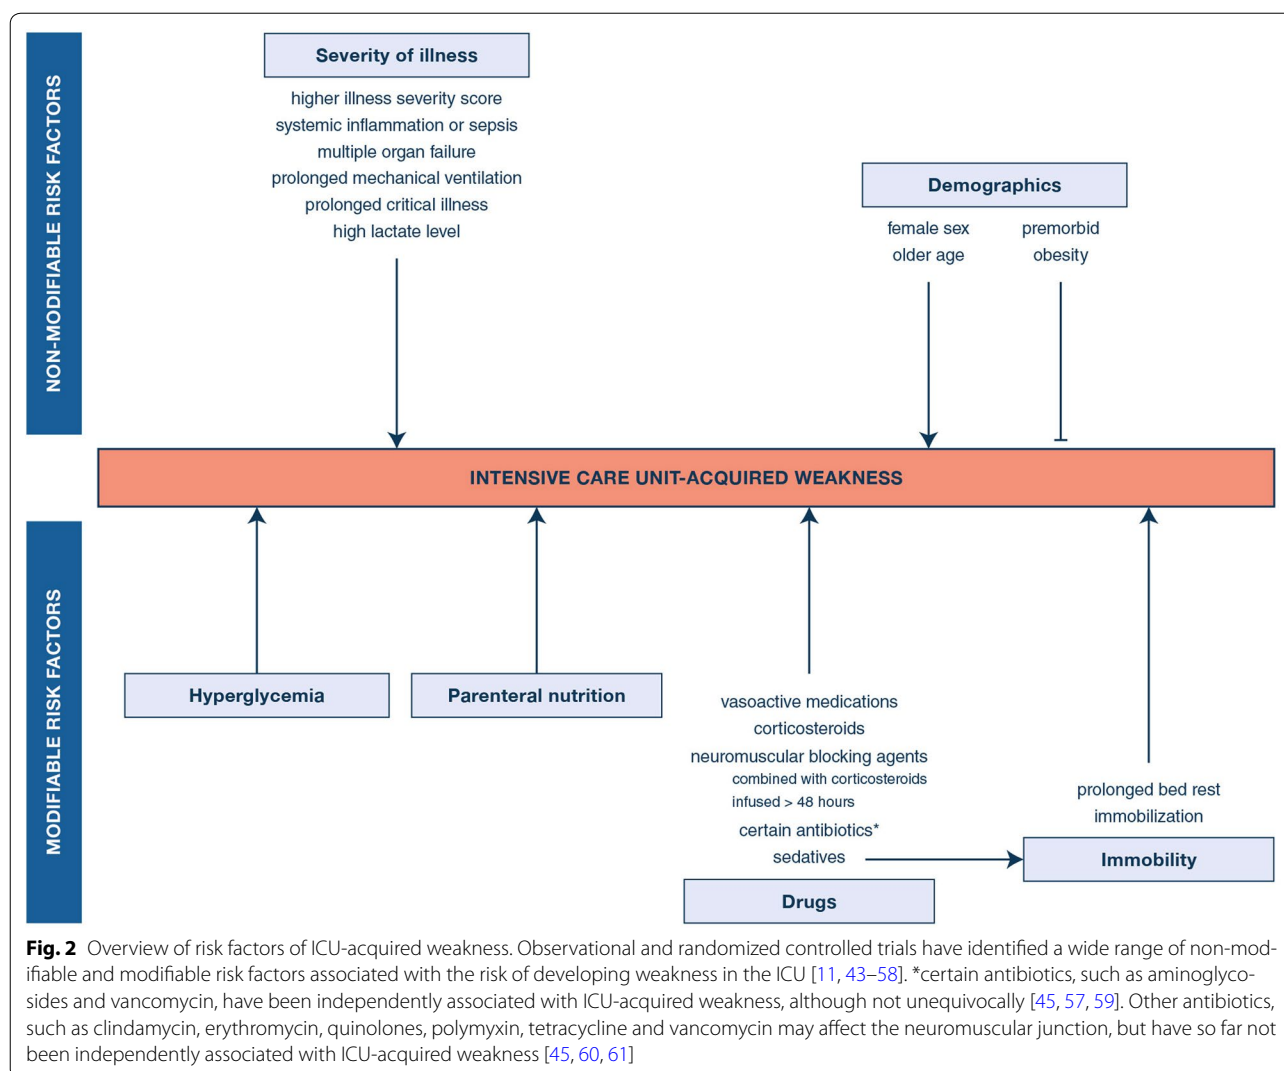 NON-MODIFIABLE RISK FACTORS
Severity of illness
higher illness severity score
systemic inflammation or sepsis
multiple organ failure
prolonged mechanical ventilation
prolonged critical illness
high lactate level
Demographics
female sex
older age
premorbid
obesity
INTENSIVE CARE UNIT-ACQUIRED WEAKNESS
MODIFIABLE RISK FACTORS
Hyperglycemia
Parenteral nutrition
vasoactive medications
corticosteroids
neuromuscular blocking agents
combined with corticosteroids
infused > 48 hours
certain antibiotics*
sedatives
Drugs
prolonged bed rest
immobilization
Immobility
Fig. 2 Overview of risk factors of ICU-acquired weakness. Observational and randomized controlled trials have identified a wide range of non-mod-
ifiable and modifiable risk factors associated with the risk of developing weakness in the ICU [11, 43–58]. *certain antibiotics, such as aminoglyco-
sides and vancomycin, have been independently associated with ICU-acquired weakness, although not unequivocally [45, 57, 59]. Other antibiotics,
such as clindamycin, erythromycin, quinolones, polymyxin, tetracycline and vancomycin may affect the neuromuscular junction, but have so far not
been independently associated with ICU-acquired weakness [45, 60, 61]